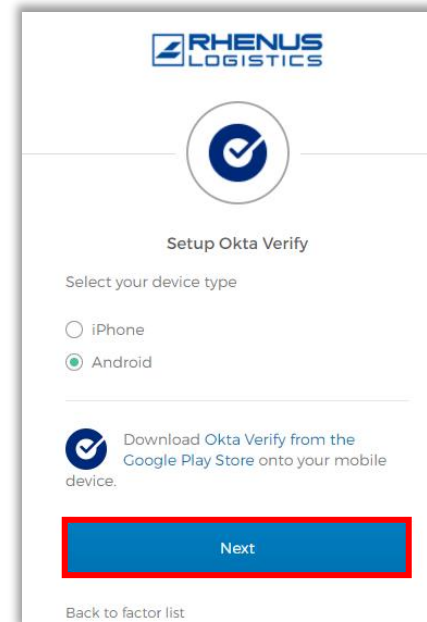 RHENUS
LOGISTICS
Setup Okta Verify
Select your device type
iPhone
Android
Download Okta Verify from the
Google Play Store onto your mobile
device.
Next
Back to factor list